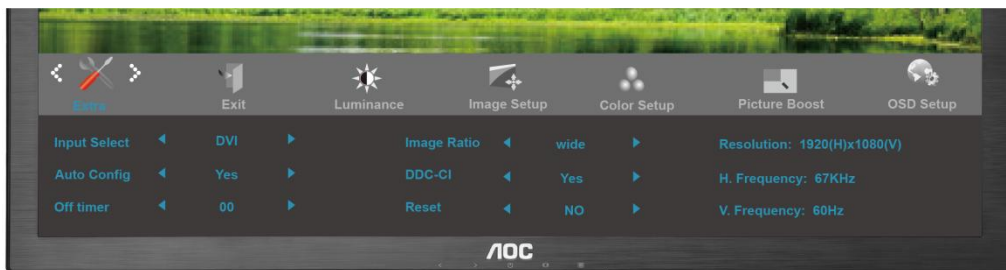 Extra Exit Luminance Image Setup Color Setup Picture Boost OSD Setup
Input Select DVI Image Ratio wide Resolution: 1920(H)x1080(V)
Auto Config Yes DDC-CI Yes H. Frequency: 67KHz
Off timer 00 Reset NO V. Frequency: 60Hz
AOC